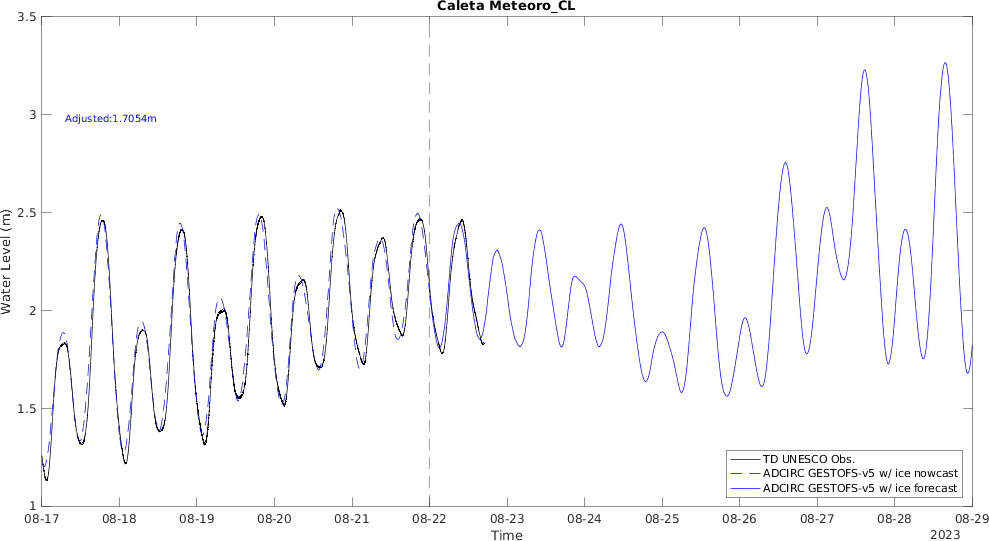 Caleta Meteoro_CL
3.5
3
2.5
2
1.5
1
Water Level (m)
Adjusted:1.7054m
TD UNESCO Obs.
ADCIRC GESTOFS-v5 w/ ice nowcast
ADCIRC GESTOFS-v5 w/ ice forecast
08-17 08-18 08-19 08-20 08-21 08-22 08-23 08-24 08-25 08-26 08-27 08-28 08-29
Time
2023